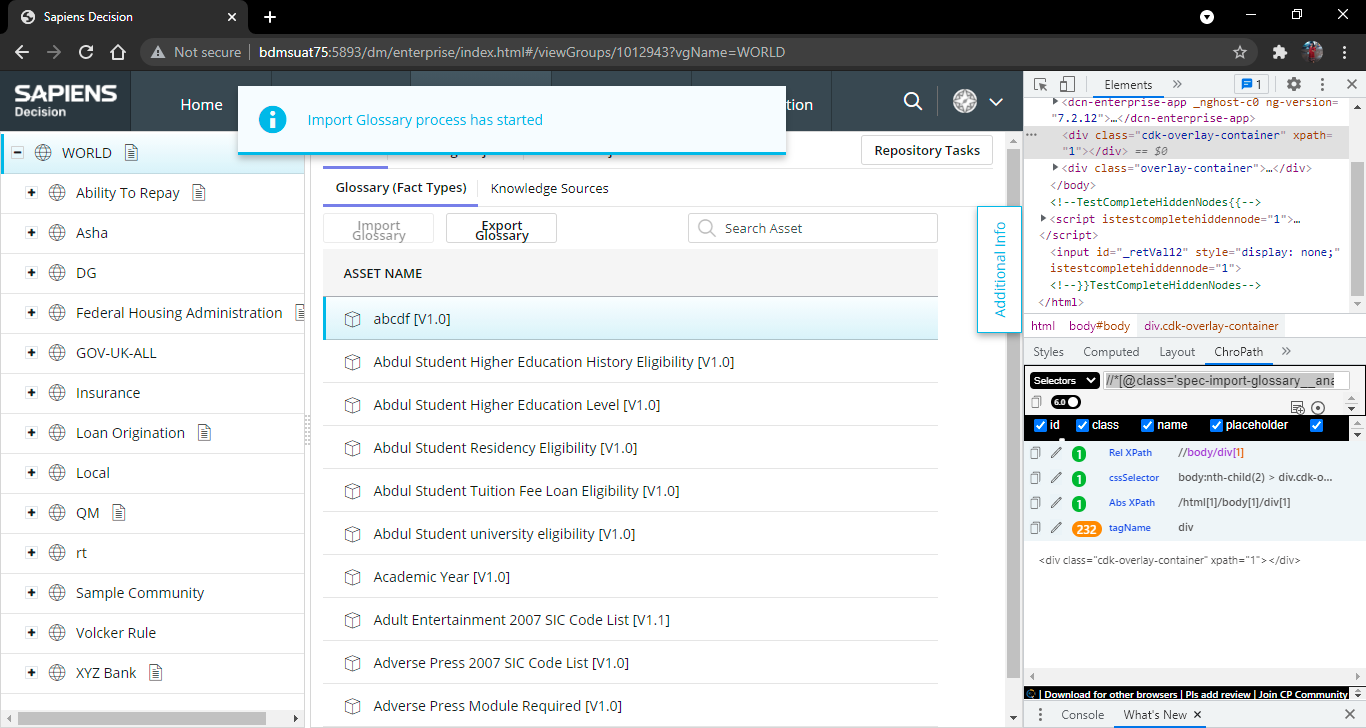 Sapiens Decision
Not secure
bdmsuat75:5893/dm/enterprise/index.html#/viewGroups/1012943?vgName=WORLD
SAPIENS
Decision
Home
Import Glossary process has started
WORLD
Ability To Repay
Asha
DG
Federal Housing Administration
GOV-UK-ALL
Insurance
Loan Origination
Local
QM
rt
Sample Community
Volcker Rule
XYZ Bank
Repository Tasks
Glossary (Fact Types)
Knowledge Sources
Import
Glossary
Export
Glossary
Search Asset
ASSET NAME
abcdf [V1.0]
Abdul Student Higher Education History Eligibility [V1.0]
Abdul Student Higher Education Level [V1.0]
Abdul Student Residency Eligibility [V1.0]
Abdul Student Tuition Fee Loan Eligibility [V1.0]
Abdul Student university eligibility [V1.0]
Academic Year [V1.0]
Adult Entertainment 2007 SIC Code List [V1.1]
Adverse Press 2007 SIC Code List [V1.0]
Adverse Press Module Required [V1.0]
Additional Info
Elements
1
<dcn-enterprise-app _nghost-c0 ng-version=
"7.2.12">…</dcn-enterprise-app>
<div class="cdk-overlay-container" xpath=
"1"></div> == $0
<div class="overlay-container">…</div>
</body>
<!--TestCompleteHiddenNodes{{-->
<script istestcompletehiddennode="1">…
</script>
<input id="_retVal12" style="display: none;"
istestcompletehiddennode="1">
<!--}}TestCompleteHiddenNodes-->
</html>
html
body#body
div.cdk-overlay-container
Styles
Computed
Layout
ChroPath
Selectors
//*[@class='spec-import-glossary__ana
6.0
id
class
name
placeholder
1
Rel XPath
//body/div[1]
1
cssSelector
body:nth-child(2) > div.cdk-o...
1
Abs XPath
/html[1]/body[1]/div[1]
232
tagName
div
<div class="cdk-overlay-container" xpath="1"></div>
| Download for other browsers | Pls add review | Join CP Community
Console
What's New